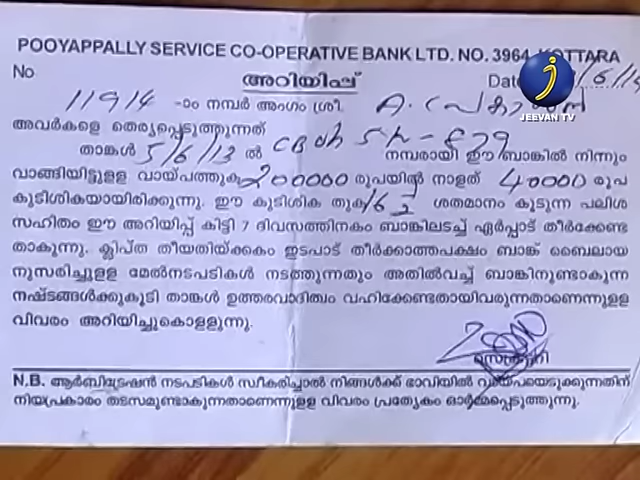 POOYAPPALLY SERVICE CO-OPERATIVE BANK LTD. NO. 3964, KOTTARA
No
അറിയിപ്പ്
Date /6/14
JEEVAN TV
11914 -ാം നമ്പർ അംഗം ശ്രീ. A.
അവർകളെ തെര്യപ്പെടുത്തുന്നത്
താങ്കൾ 5/6/13 ൽ നമ്പരായി ഈ ബാങ്കിൽ നിന്നും
വാങ്ങിയിട്ടുള്ള വായ്പത്തുക 200000 രൂപയിന്റ നാളത് 40000 രൂപ
കുടിശികയായിരിക്കുന്നു. ഈ കുടിശിക തുക ശതമാനം കൂടുന്ന പലിശ
സഹിതം ഈ അറിയിപ്പ് കിട്ടി 7 ദിവസത്തിനകം ബാങ്കിലടച്ച് ഏർപ്പാട് തീർക്കേണ്ട
താകുന്നു. ക്ലിപ്ത തീയതിയ്ക്കകം ഇടപാട് തീർക്കാത്തപക്ഷം ബാങ്ക് ബൈലായ
നുസരിച്ചുള്ള മേൽനടപടികൾ നടത്തുന്നതും അതിൽവച്ച് ബാങ്കിനുണ്ടാകുന്ന
നഷ്ടങ്ങൾക്കുകൂടി താങ്കൾ ഉത്തരവാദിത്വം വഹിക്കേണ്ടതായിവരുന്നതാണെന്നുള്ള
വിവരം അറിയിച്ചുകൊള്ളുന്നു.
സെക്രട്ടറി
N.B. ആർബിട്രേഷൻ നടപടികൾ സ്വീകരിച്ചാൽ നിങ്ങൾക്ക് ഭാവിയിൽ വായ്പയെടുക്കുന്നതിന്
നിയപ്രകാരം തടസമുണ്ടാകുന്നതാണെന്നുള്ള വിവരം പ്രത്യേകം ഓർമ്മപ്പെടുത്തുന്നു.